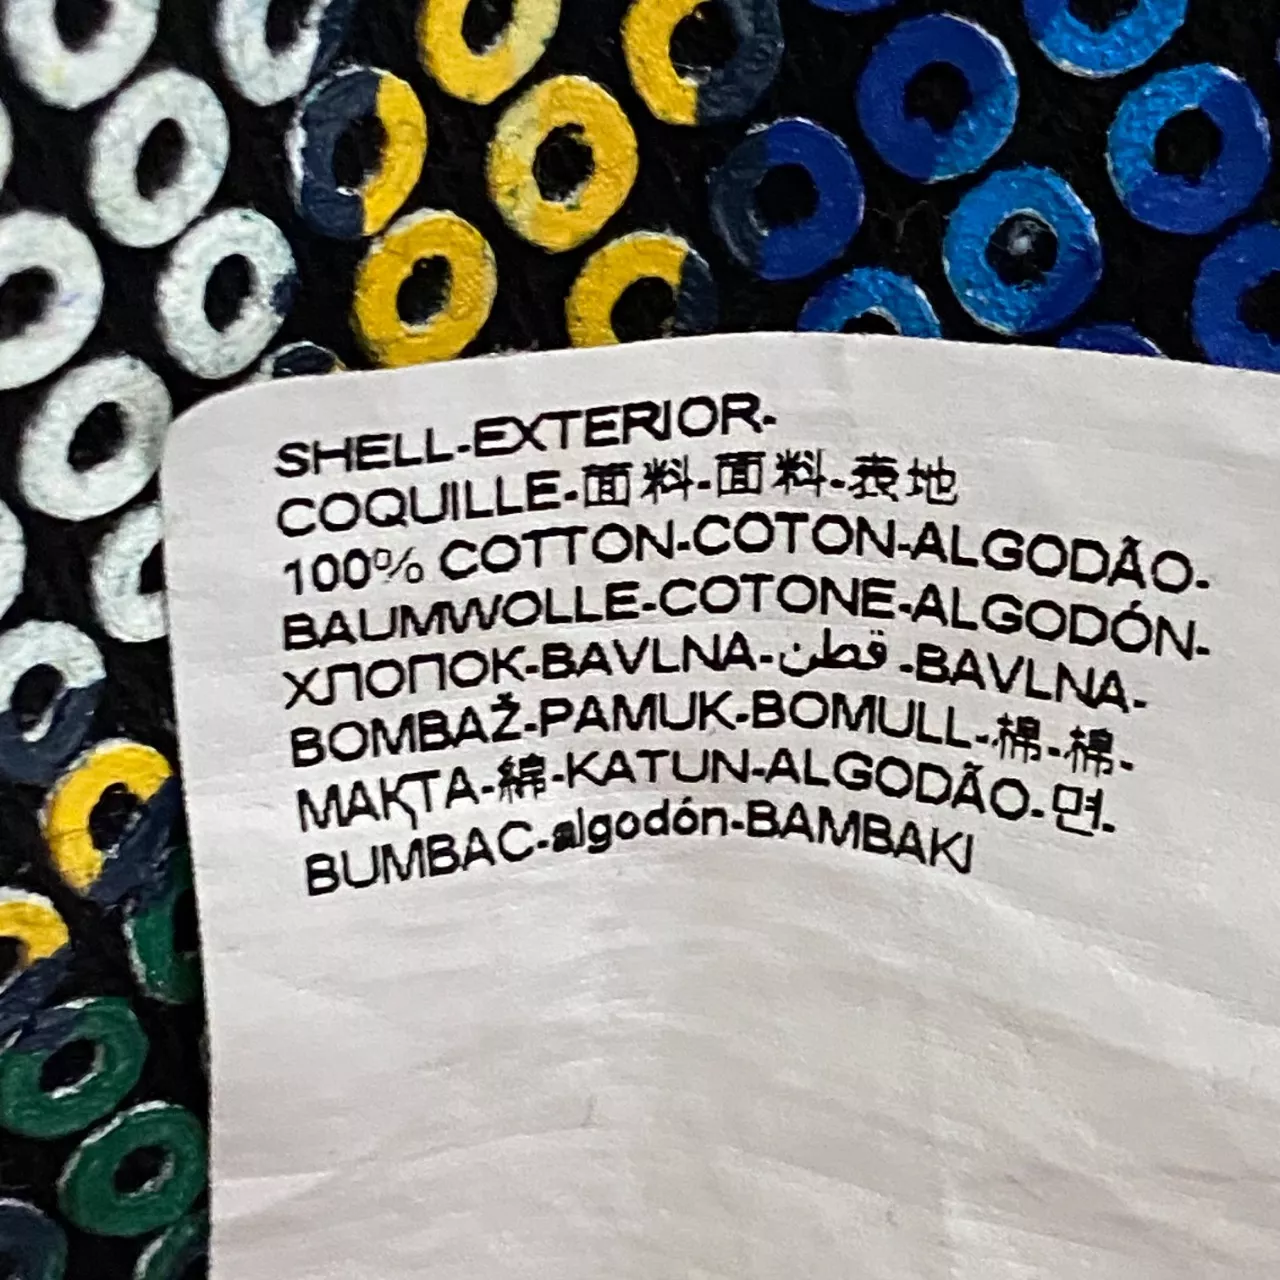 SHELL-EXTERIOR-
COQUILLE-面料-面料-表地
100% COTTON-COTON-ALGODÃO-
BAUMWOLLE-COTONE-ALGODÓN-
ХЛОПОК-BAVLNA-قطن-BAVLNA-
BOMBAŽ-PAMUK-BOMULL-棉-棉-
МАҚТА-綿-KATUN-ALGODÃO-면-
BUMBAC-algodón-BAMBAKI